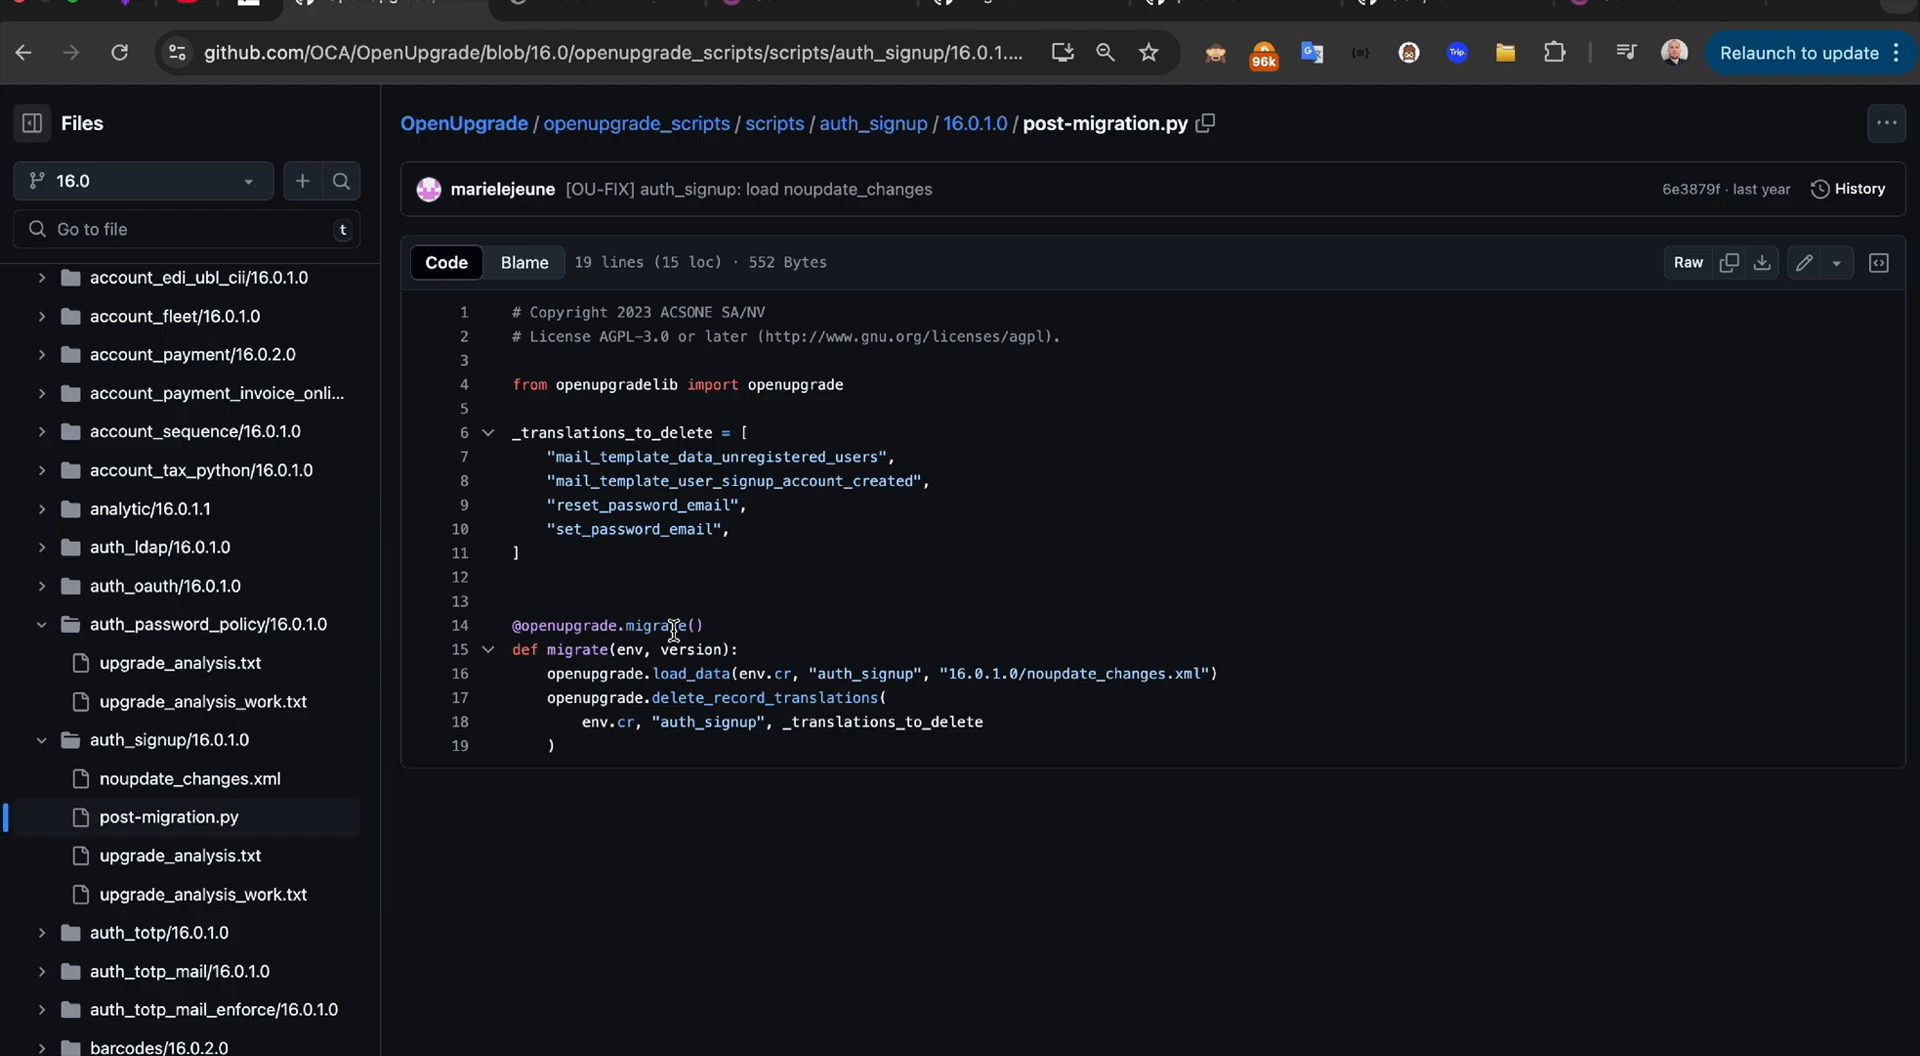 github.com/OCA/OpenUpgrade/blob/16.0/openupgrade_scripts/scripts/auth_signup/16.0.1....
96k
Trip.
Relaunch to update
Files
OpenUpgrade / openupgrade_scripts / scripts / auth_signup / 16.0.1.0 / post-migration.py
16.0
marielejeune [OU-FIX] auth_signup: load noupdate_changes
6e3879f · last year
History
Go to file
t
Code
Blame
19 lines (15 loc) · 552 Bytes
Raw
account_edi_ubl_cii/16.0.1.0
account_fleet/16.0.1.0
account_payment/16.0.2.0
account_payment_invoice_onli...
account_sequence/16.0.1.0
account_tax_python/16.0.1.0
analytic/16.0.1.1
auth_ldap/16.0.1.0
auth_oauth/16.0.1.0
auth_password_policy/16.0.1.0
upgrade_analysis.txt
upgrade_analysis_work.txt
auth_signup/16.0.1.0
noupdate_changes.xml
post-migration.py
upgrade_analysis.txt
upgrade_analysis_work.txt
auth_totp/16.0.1.0
auth_totp_mail/16.0.1.0
auth_totp_mail_enforce/16.0.1.0
barcodes/16.0.2.0
1 # Copyright 2023 ACSONE SA/NV
2 # License AGPL-3.0 or later (http://www.gnu.org/licenses/agpl).
3
4 from openupgradelib import openupgrade
5
6 _translations_to_delete = [
7 "mail_template_data_unregistered_users",
8 "mail_template_user_signup_account_created",
9 "reset_password_email",
10 "set_password_email",
11 ]
12
13
14 @openupgrade.migrate()
15 def migrate(env, version):
16 openupgrade.load_data(env.cr, "auth_signup", "16.0.1.0/noupdate_changes.xml")
17 openupgrade.delete_record_translations(
18 env.cr, "auth_signup", _translations_to_delete
19 )